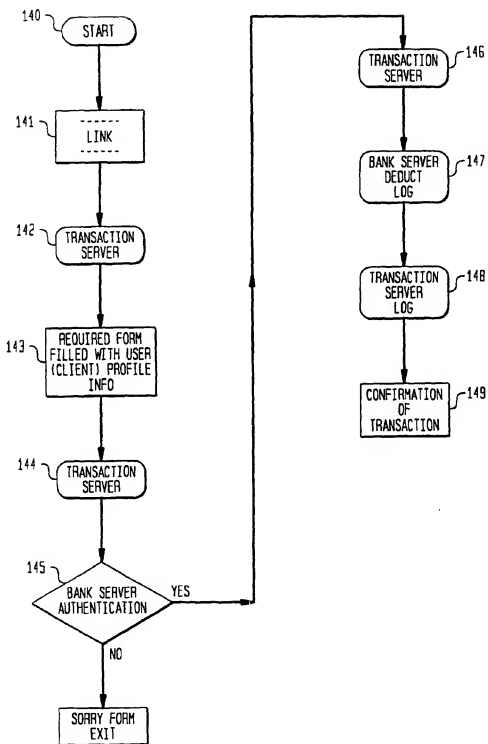 140
START
141
LINK
142
TRANSACTION
SERVER
143
REQUIRED FORM
FILLED WITH USER
(CLIENT) PROFILE
INFO
144
TRANSACTION
SERVER
145
BANK SERVER
AUTHENTICATION
YES
NO
SORRY FORM
EXIT
146
TRANSACTION
SERVER
147
BANK SERVER
DEDUCT
LOG
148
TRANSACTION
SERVER
LOG
149
CONFIRMATION
OF
TRANSACTION